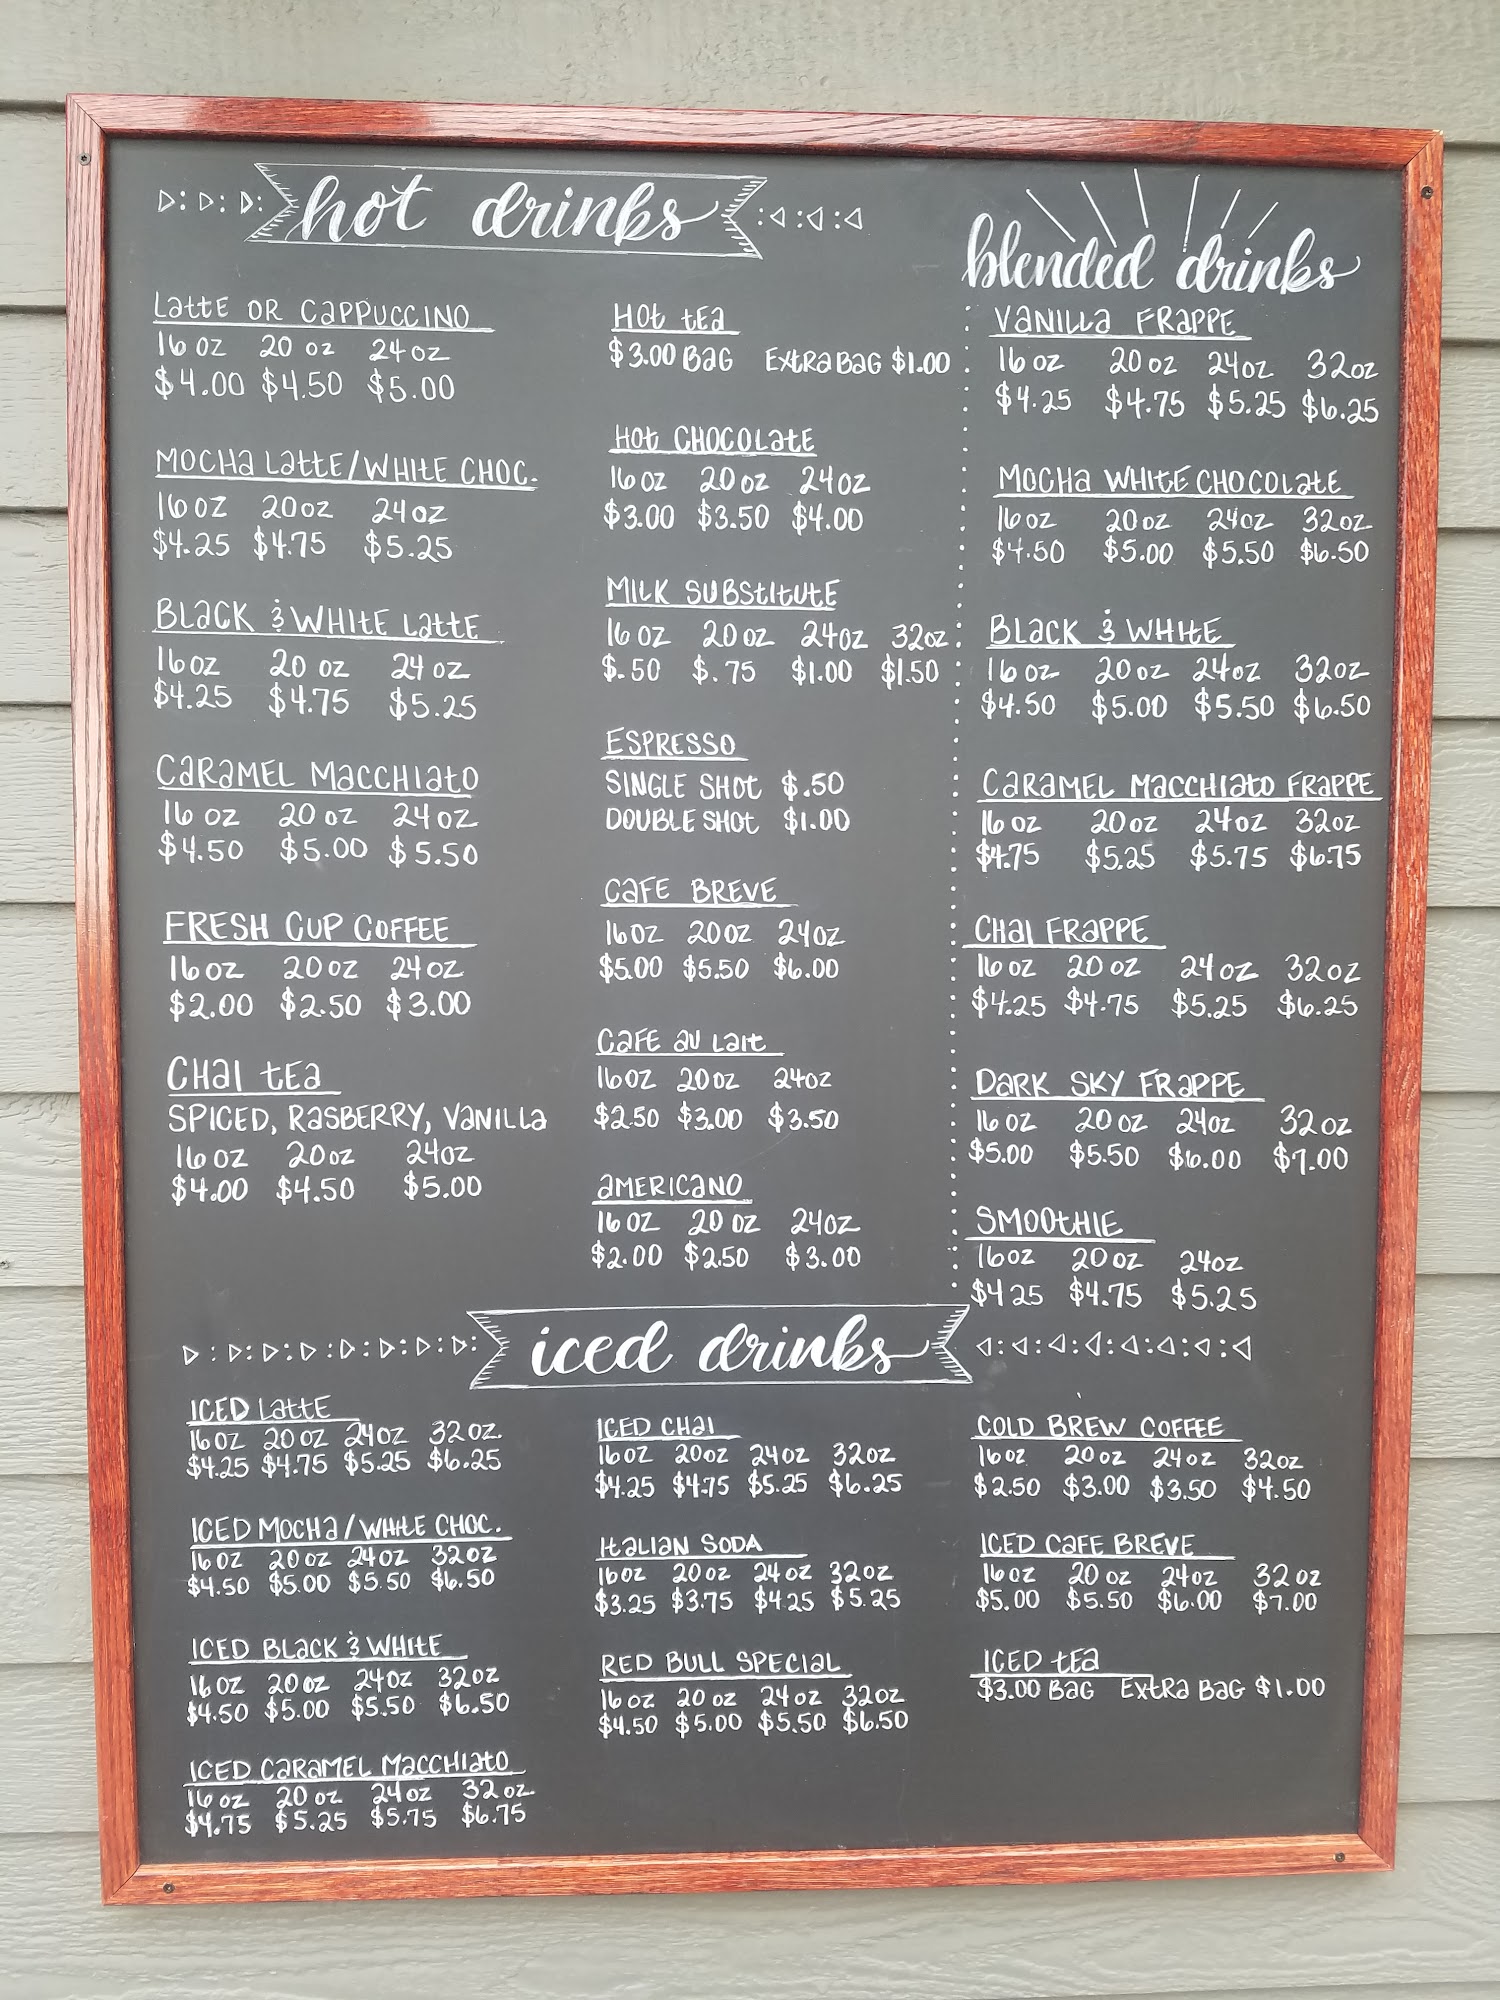 hot drinks
Latte or Cappuccino
16 oz 20 oz 24 oz
$4.00 $4.50 $5.00
Mocha Latte/White Choc.
16 oz 20 oz 24 oz
$4.25 $4.75 $5.25
Black & White Latte
16 oz 20 oz 24 oz
$4.25 $4.75 $5.25
Caramel Macchiato
16 oz 20 oz 24 oz
$4.50 $5.00 $5.50
Fresh Cup Coffee
16 oz 20 oz 24 oz
$2.00 $2.50 $3.00
Chai Tea
Spiced, Rasberry, Vanilla
16 oz 20 oz 24 oz
$4.00 $4.50 $5.00
Hot Tea
$3.00 Bag Extra Bag $1.00
Hot Chocolate
16 oz 20 oz 24 oz
$3.00 $3.50 $4.00
Milk Substitute
16 oz 20 oz 24 oz 32 oz
$.50 $.75 $1.00 $1.50
Espresso
Single Shot $.50
Double Shot $1.00
Cafe Breve
16 oz 20 oz 24 oz
$5.00 $5.50 $6.00
Cafe au Lait
16 oz 20 oz 24 oz
$2.50 $3.00 $3.50
Americano
16 oz 20 oz 24 oz
$2.00 $2.50 $3.00
blended drinks
Vanilla Frappe
16 oz 20 oz 24 oz 32 oz
$4.25 $4.75 $5.25 $6.25
Mocha White Chocolate
16 oz 20 oz 24 oz 32 oz
$4.50 $5.00 $5.50 $6.50
Black & White
16 oz 20 oz 24 oz 32 oz
$4.50 $5.00 $5.50 $6.50
Caramel Macchiato Frappe
16 oz 20 oz 24 oz 32 oz
$4.75 $5.25 $5.75 $6.75
Chai Frappe
16 oz 20 oz 24 oz 32 oz
$4.25 $4.75 $5.25 $6.25
Dark Sky Frappe
16 oz 20 oz 24 oz 32 oz
$5.00 $5.50 $6.00 $7.00
Smoothie
16 oz 20 oz 24 oz
$4 25 $4.75 $5.25
iced drinks
Iced Latte
16 oz 20 oz 24 oz 32 oz.
$4.25 $4.75 $5.25 $6.25
Iced Mocha/White Choc.
16 oz 20 oz 24 oz 32 oz
$4.50 $5.00 $5.50 $6.50
Iced Black & White
16 oz 20 oz 24 oz 32 oz
$4.50 $5.00 $5.50 $6.50
Iced Caramel Macchiato
16 oz 20 oz 24 oz 32 oz.
$4.75 $5.25 $5.75 $6.75
Iced Chai
16 oz 20 oz 24 oz 32 oz
$4.25 $4.75 $5.25 $6.25
Italian Soda
16 oz 20 oz 24 oz 32 oz
$3.25 $3.75 $4.25 $5.25
Red Bull Special
16 oz 20 oz 24 oz 32 oz
$4.50 $5.00 $5.50 $6.50
Cold Brew Coffee
16 oz 20 oz 24 oz 32 oz
$2.50 $3.00 $3.50 $4.50
Iced Cafe Breve
16 oz 20 oz 24 oz 32 oz
$5.00 $5.50 $6.00 $7.00
Iced Tea
$3.00 Bag Extra Bag $1.00